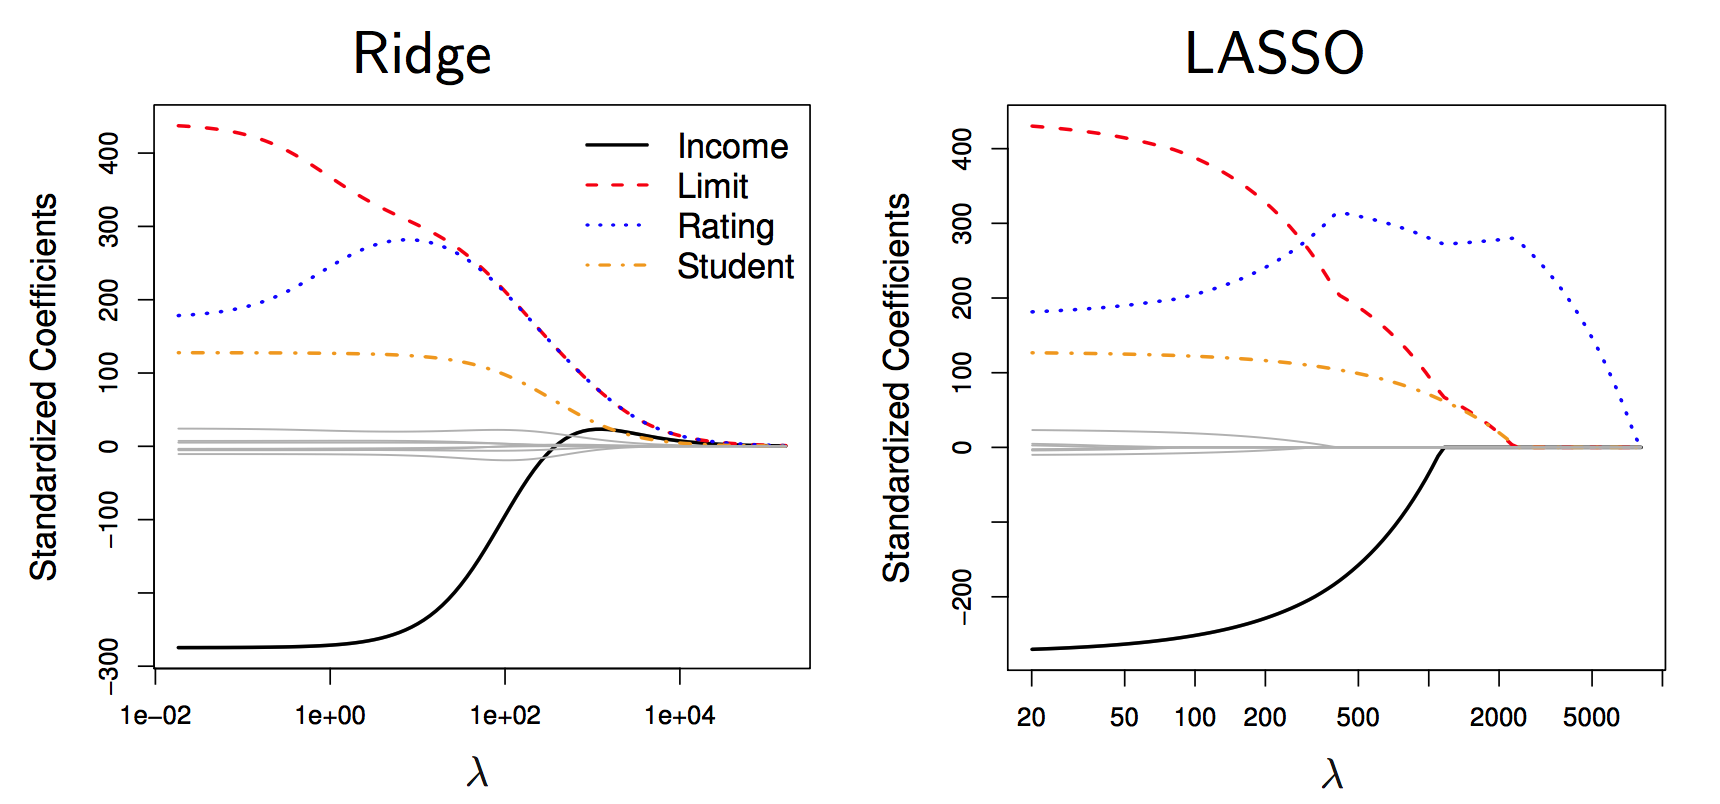 Ridge
Standardized Coefficients
400
300
200
100
0
−100
−300
1e−02
1e+00
1e+02
1e+04
λ
Income
Limit
Rating
Student
LASSO
Standardized Coefficients
400
300
200
100
0
−200
20
50
100
200
500
2000
5000
λ